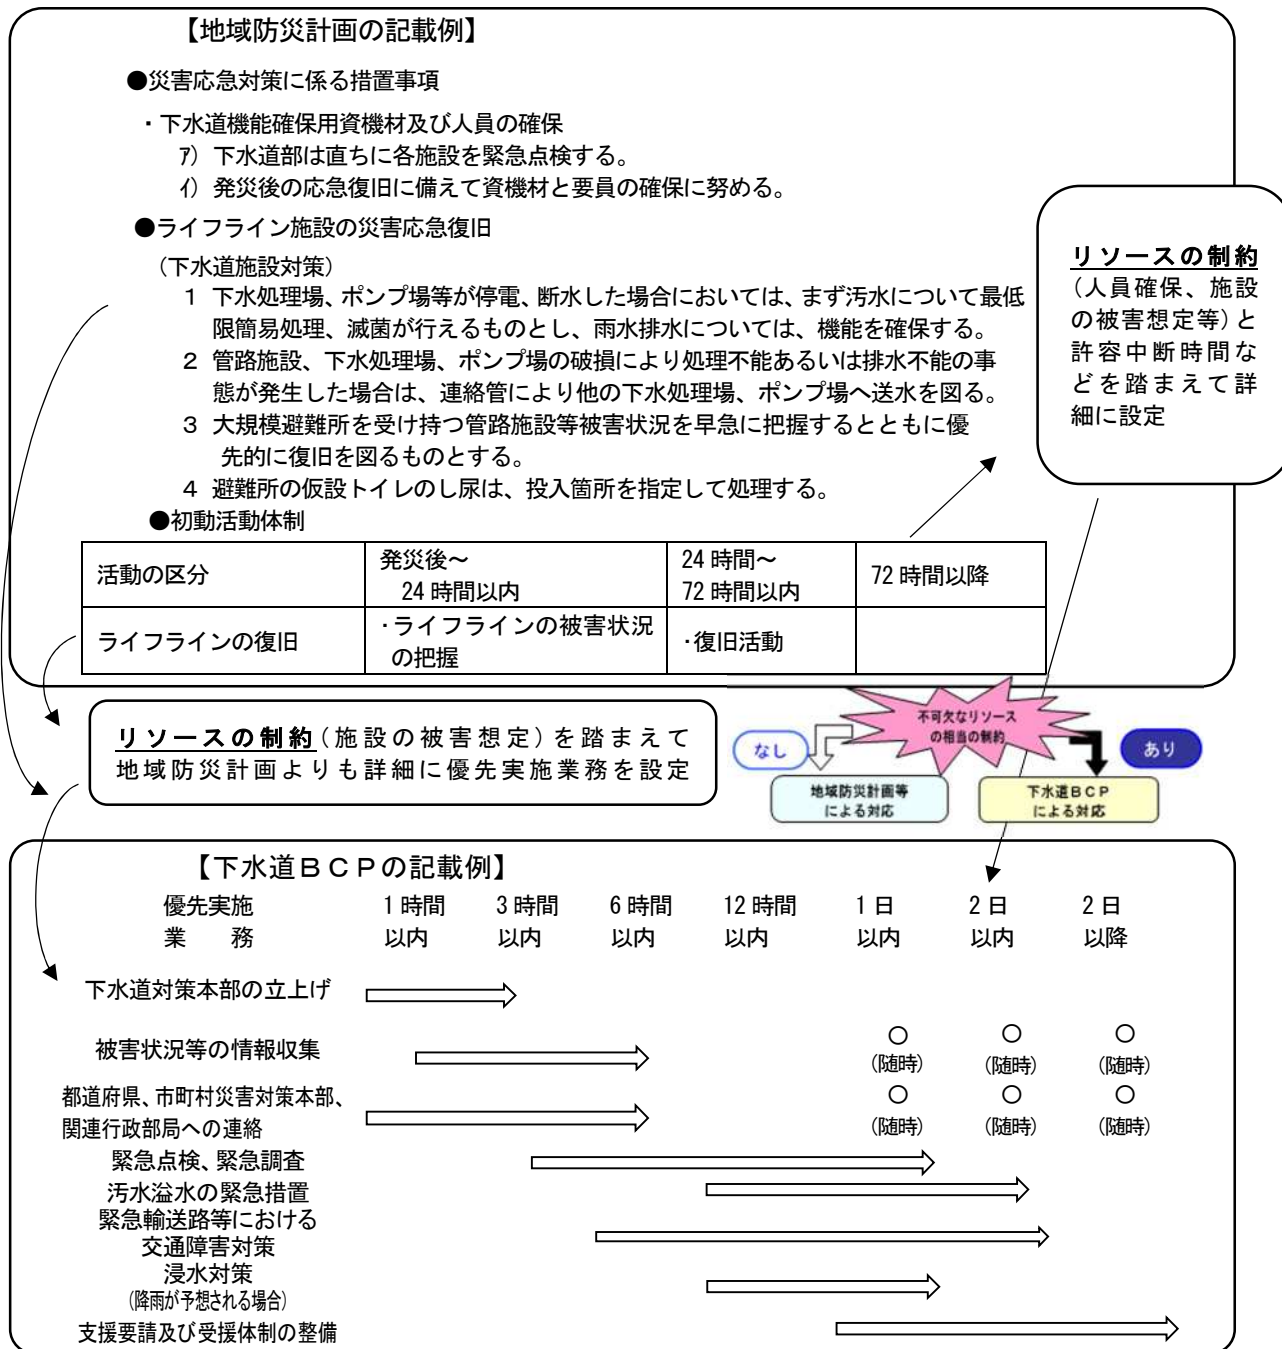 【地域防災計画の記載例】
●災害応急対策に係る措置事項
・下水道機能確保用資機材及び人員の確保
ｱ) 下水道部は直ちに各施設を緊急点検する。
ｲ) 発災後の応急復旧に備えて資機材と要員の確保に努める。
●ライフライン施設の災害応急復旧
(下水道施設対策)
1 下水処理場、ポンプ場等が停電、断水した場合においては、まず汚水について最低
限簡易処理、滅菌が行えるものとし、雨水排水については、機能を確保する。
2 管路施設、下水処理場、ポンプ場の破損により処理不能あるいは排水不能の事
態が発生した場合は、連絡管により他の下水処理場、ポンプ場へ送水を図る。
3 大規模避難所を受け持つ管路施設等被害状況を早急に把握するとともに優
先的に復旧を図るものとする。
4 避難所の仮設トイレのし尿は、投入箇所を指定して処理する。
●初動活動体制
活動の区分
発災後～
24時間以内
24時間～
72時間以内
72時間以降
ライフラインの復旧
・ライフラインの被害状況
の把握
・復旧活動
リソースの制約
(人員確保、施設
の被害想定等)と
許容中断時間な
どを踏まえて詳
細に設定
リソースの制約(施設の被害想定)を踏まえて
地域防災計画よりも詳細に優先実施業務を設定
不可欠なリソース
の相当の制約
なし
あり
地域防災計画等
による対応
下水道BCP
による対応
【下水道BCPの記載例】
優先実施 1時間 3時間 6時間 12時間 1日 2日 2日
業 務 以内 以内 以内 以内 以内 以内 以降
下水道対策本部の立上げ
被害状況等の情報収集 ○ ○ ○
(随時) (随時) (随時)
都道府県、市町村災害対策本部、 ○ ○ ○
関連行政部局への連絡 (随時) (随時) (随時)
緊急点検、緊急調査
汚水溢水の緊急措置
緊急輸送路等における
交通障害対策
浸水対策
(降雨が予想される場合)
支援要請及び受援体制の整備